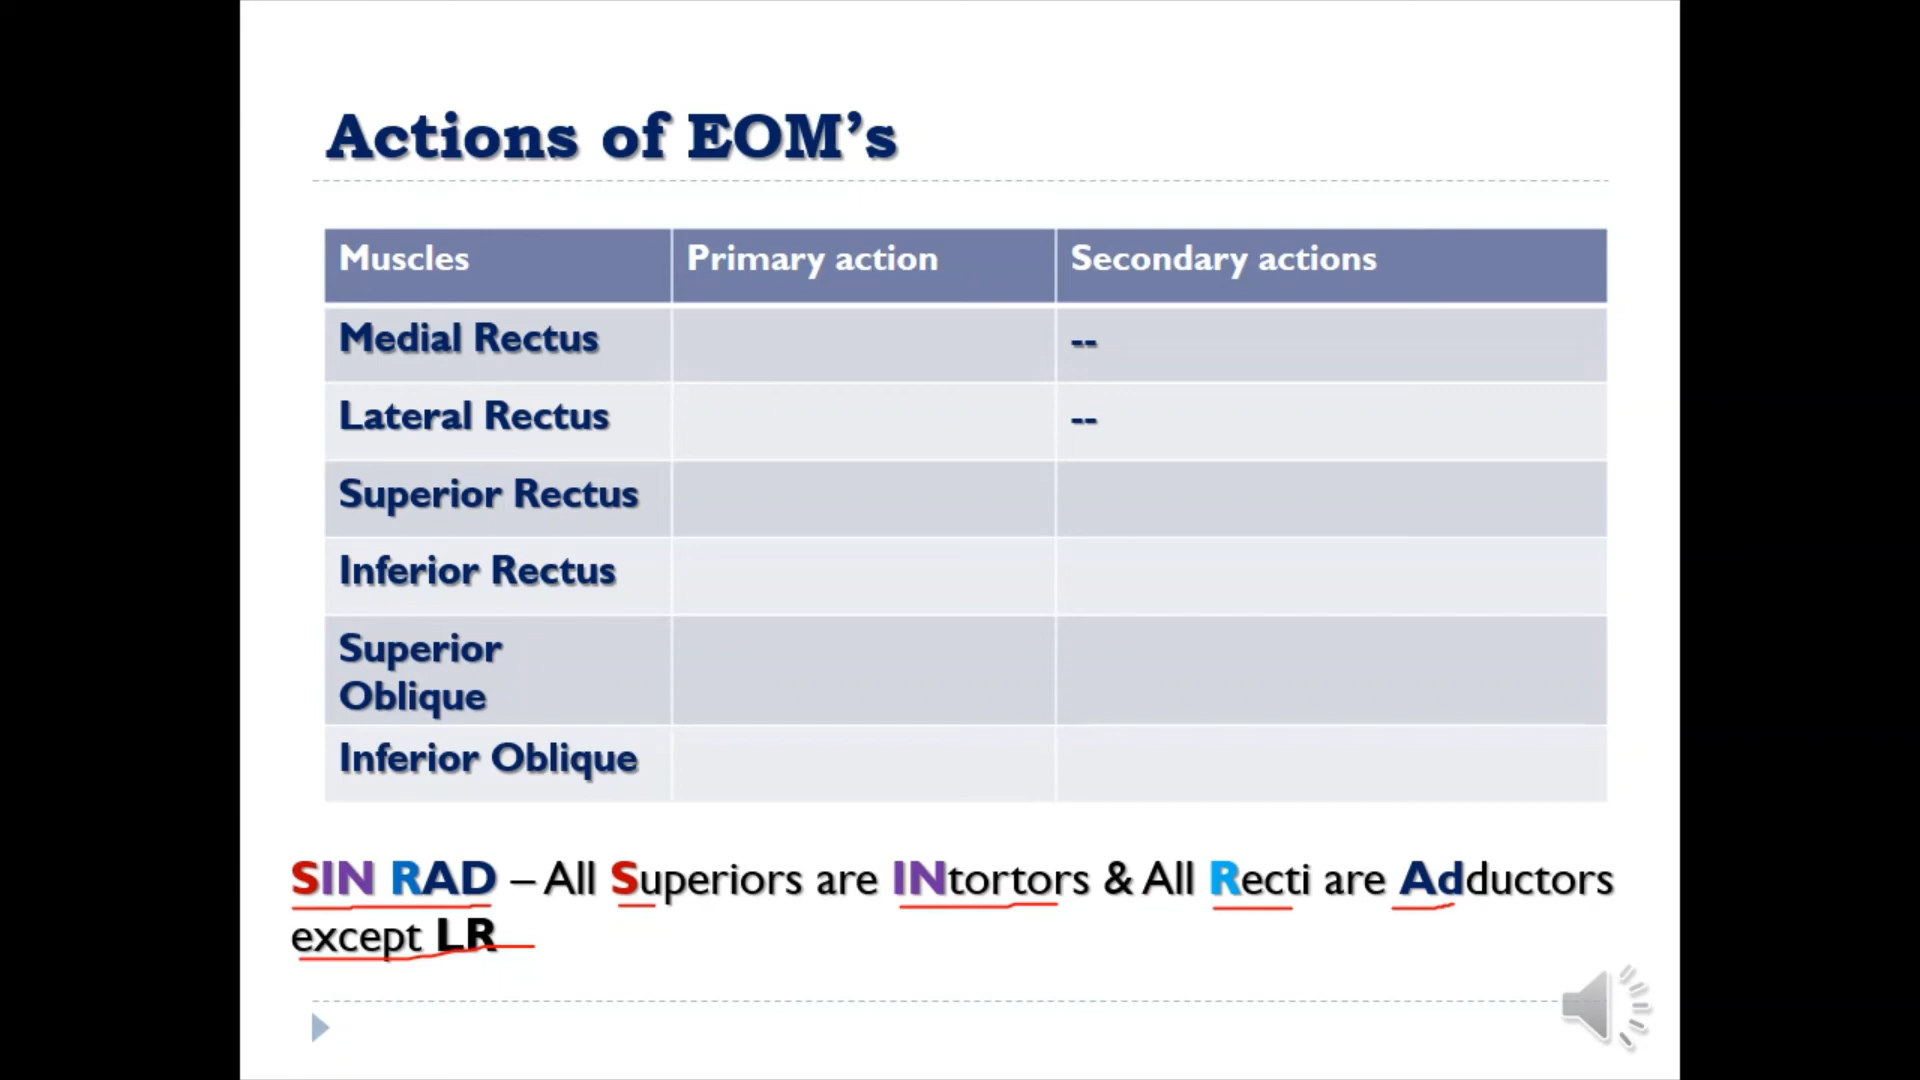 Actions of EOM's
Muscles Primary action Secondary actions
Medial Rectus --
Lateral Rectus --
Superior Rectus
Inferior Rectus
Superior
Oblique
Inferior Oblique
SIN RAD – All Superiors are INtortors & All Recti are Adductors
except LR